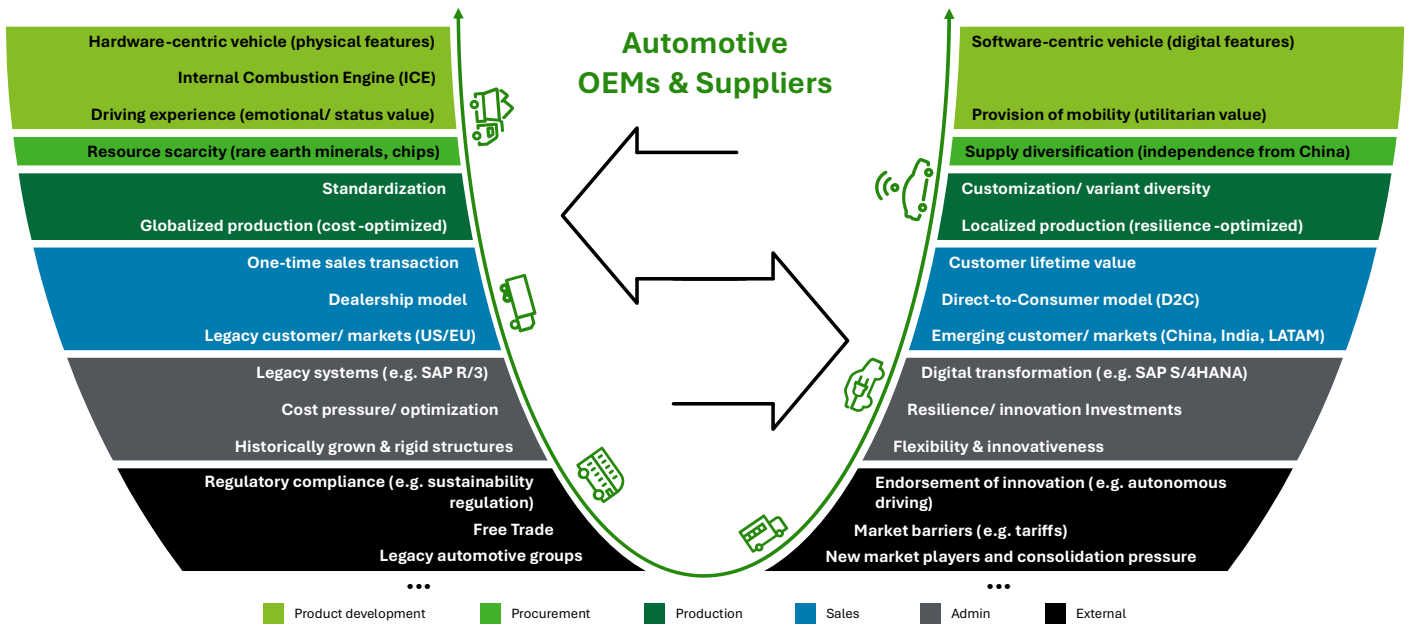 Automotive
OEMs & Suppliers
Hardware-centric vehicle (physical features)
Internal Combustion Engine (ICE)
Driving experience (emotional/ status value)
Resource scarcity (rare earth minerals, chips)
Standardization
Globalized production (cost -optimized)
One-time sales transaction
Dealership model
Legacy customer/ markets (US/EU)
Legacy systems (e.g. SAP R/3)
Cost pressure/ optimization
Historically grown & rigid structures
Regulatory compliance (e.g. sustainability
regulation)
Free Trade
Legacy automotive groups
...
Software-centric vehicle (digital features)
Provision of mobility (utilitarian value)
Supply diversification (independence from China)
Customization/ variant diversity
Localized production (resilience -optimized)
Customer lifetime value
Direct-to-Consumer model (D2C)
Emerging customer/ markets (China, India, LATAM)
Digital transformation (e.g. SAP S/4HANA)
Resilience/ innovation Investments
Flexibility & innovativeness
Endorsement of innovation (e.g. autonomous
driving)
Market barriers (e.g. tariffs)
New market players and consolidation pressure
...
Product development
Procurement
Production
Sales
Admin
External